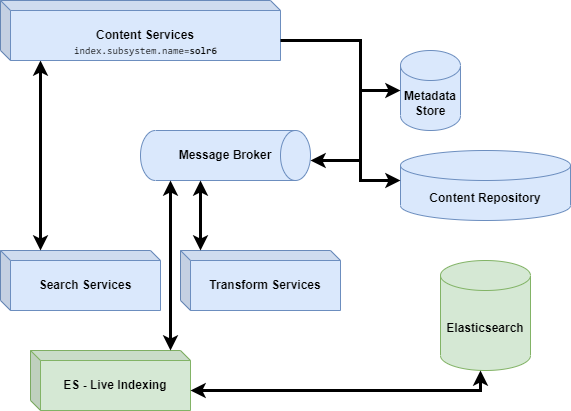 Content Services
index.subsystem.name=solr6
Metadata
Store
Message Broker
Content Repository
Search Services
Transform Services
Elasticsearch
ES - Live Indexing